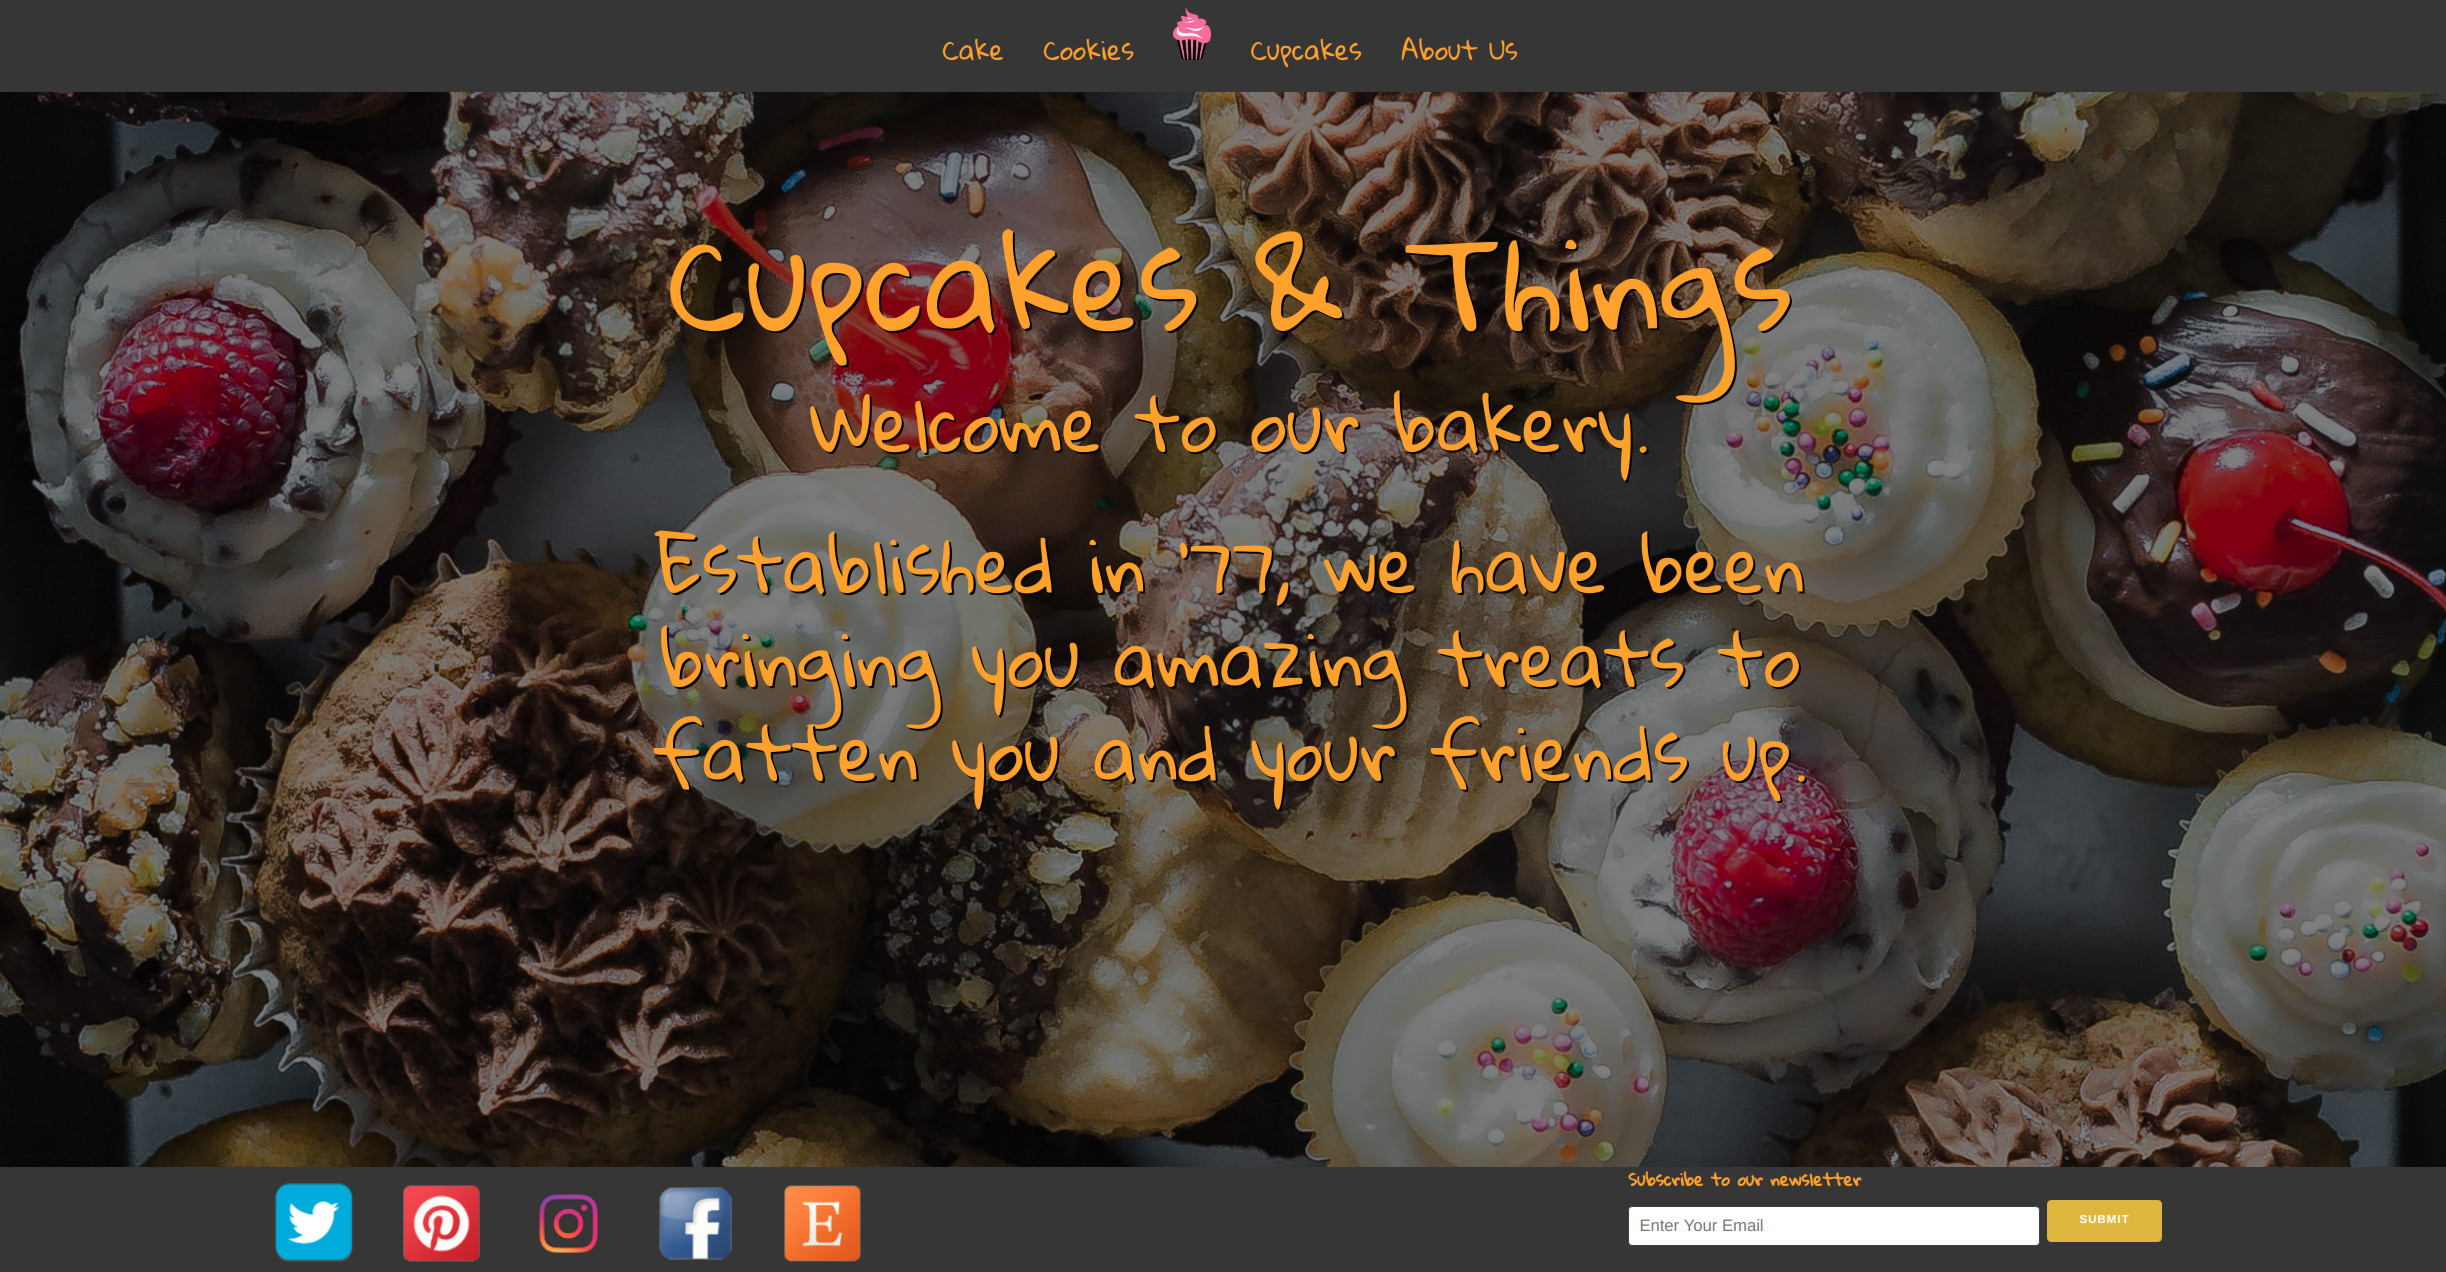 Cake Cookies Cupcakes About Us
Cupcakes & Things
Welcome to our bakery.
Established in '77, we have been
bringing you amazing treats to
fatten you and your friends up.
Subscribe to our newsletter
Enter Your Email
SUBMIT
E